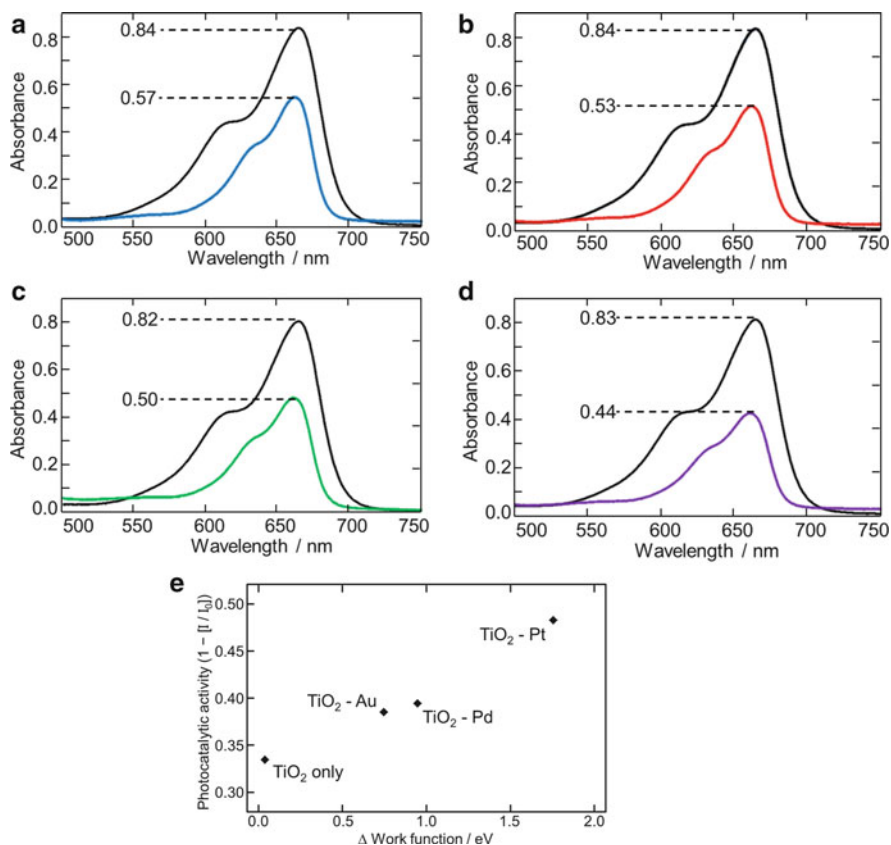 a
0.8
0.6
0.4
0.2
0.0
0.84
0.57
Absorbance
500 550 600 650 700 750
Wavelength / nm
b
0.8
0.6
0.4
0.2
0.0
0.84
0.53
Absorbance
500 550 600 650 700 750
Wavelength / nm
c
0.8
0.6
0.4
0.2
0.0
0.82
0.50
Absorbance
500 550 600 650 700 750
Wavelength / nm
d
0.8
0.6
0.4
0.2
0.0
0.83
0.44
Absorbance
500 550 600 650 700 750
Wavelength / nm
e
Photocatalytic activity (1 − [I / I₀])
0.50
0.45
0.40
0.35
0.30
TiO₂ - Pt
TiO₂ - Au
TiO₂ - Pd
TiO₂ only
0.0 0.5 1.0 1.5 2.0
Δ Work function / eV